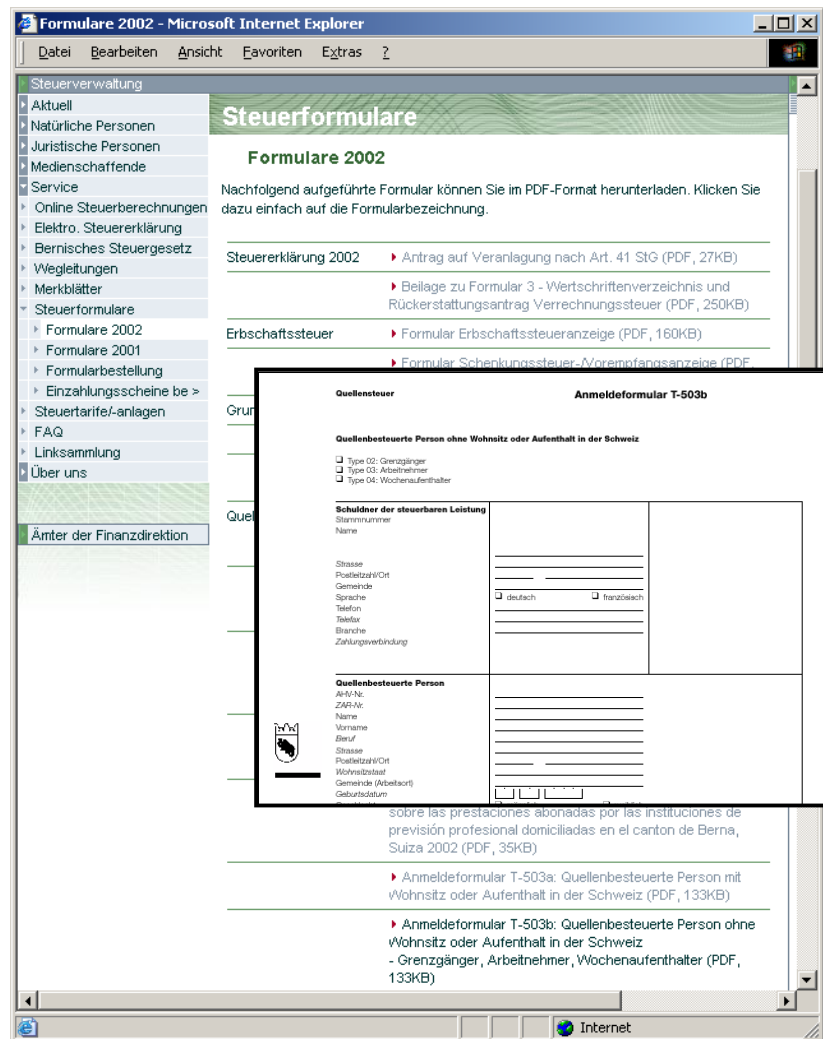 Formulare 2002 - Microsoft Internet Explorer
Datei Bearbeiten Ansicht Favoriten Extras ?
Steuerverwaltung
Aktuell
Natürliche Personen
Juristische Personen
Medienschaffende
Service
Online Steuerberechnungen
Elektro. Steuererklärung
Bernisches Steuergesetz
Wegleitungen
Merkblätter
Steuerformulare
Formulare 2002
Formulare 2001
Formularbestellung
Einzahlungsscheine be >
Steuertarife/-anlagen
FAQ
Linksammlung
Über uns
Ämter der Finanzdirektion
Steuerformulare
Formulare 2002
Nachfolgend aufgeführte Formular können Sie im PDF-Format herunterladen. Klicken Sie
dazu einfach auf die Formularbezeichnung.
Steuererklärung 2002 Antrag auf Veranlagung nach Art. 41 StG (PDF, 27KB)
Beilage zu Formular 3 - Wertschriftenverzeichnis und
Rückerstattungsantrag Verrechnungssteuer (PDF, 250KB)
Erbschaftssteuer Formular Erbschaftssteueranzeige (PDF, 160KB)
Formular Schenkungssteuer-/Vorempfangsanzeige (PDF,
Grun
Quel
Quellensteuer Anmeldeformular T-503b
Quellenbesteuerte Person ohne Wohnsitz oder Aufenthalt in der Schweiz
Type 02: Grenzgänger
Type 03: Arbeitnehmer
Type 04: Wochenaufenthalter
Schuldner der steuerbaren Leistung
Stammnummer
Name
Strasse
Postleitzahl/Ort
Gemeinde
Sprache deutsch französisch
Telefon
Telefax
Branche
Zahlungsverbindung
Quellenbesteuerte Person
AHV-Nr.
ZAR-Nr.
Name
Vorname
Beruf
Strasse
Postleitzahl/Ort
Wohnsitzstaat
Gemeinde (Arbeitsort)
Geburtsdatum
sobre las prestaciones abonadas por las instituciones de
previsión profesional domiciliadas en el canton de Berna,
Suiza 2002 (PDF, 35KB)
Anmeldeformular T-503a: Quellenbesteuerte Person mit
Wohnsitz oder Aufenthalt in der Schweiz (PDF, 133KB)
Anmeldeformular T-503b: Quellenbesteuerte Person ohne
Wohnsitz oder Aufenthalt in der Schweiz
- Grenzgänger, Arbeitnehmer, Wochenaufenthalter (PDF,
133KB)
Internet